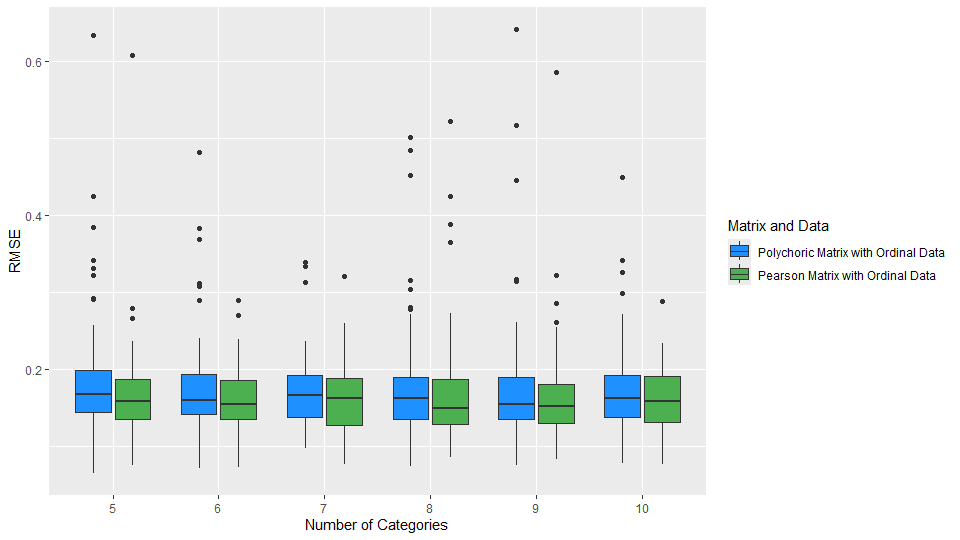 RMSE
0.6
0.4
0.2
5 6 7 8 9 10
Number of Categories
Matrix and Data
Polychoric Matrix with Ordinal Data
Pearson Matrix with Ordinal Data